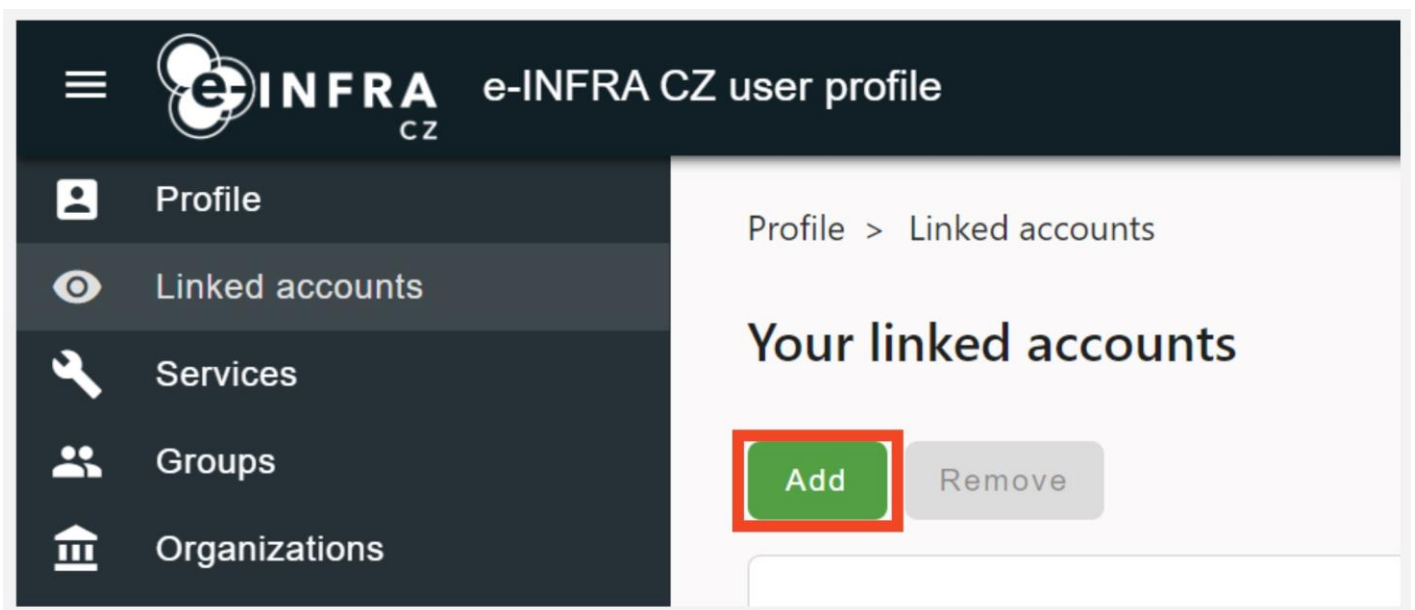 e-INFRA CZ
e-INFRA CZ user profile
Profile
Linked accounts
Services
Groups
Organizations
Profile > Linked accounts
Your linked accounts
Add
Remove